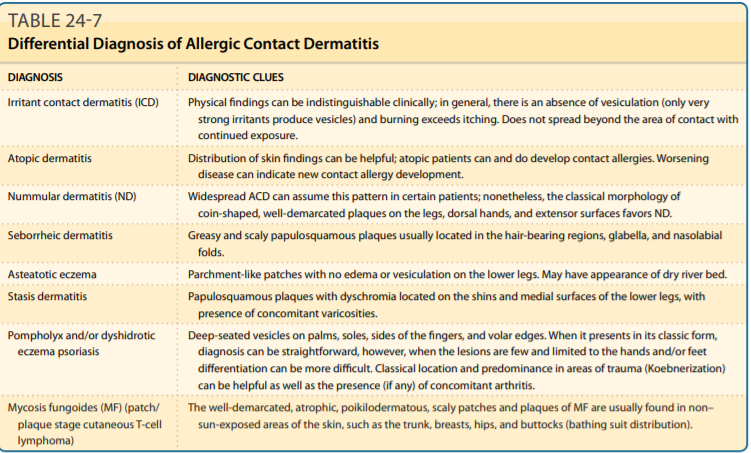 TABLE 24-7
Differential Diagnosis of Allergic Contact Dermatitis
DIAGNOSIS DIAGNOSTIC CLUES
Irritant contact dermatitis (ICD) Physical findings can be indistinguishable clinically; in general, there is an absence of vesiculation (only very
strong irritants produce vesicles) and burning exceeds itching. Does not spread beyond the area of contact with
continued exposure.
Atopic dermatitis Distribution of skin findings can be helpful; atopic patients can and do develop contact allergies. Worsening
disease can indicate new contact allergy development.
Nummular dermatitis (ND) Widespread ACD can assume this pattern in certain patients; nonetheless, the classical morphology of
coin-shaped, well-demarcated plaques on the legs, dorsal hands, and extensor surfaces favors ND.
Seborrheic dermatitis Greasy and scaly papulosquamous plaques usually located in the hair-bearing regions, glabella, and nasolabial
folds.
Asteatotic eczema Parchment-like patches with no edema or vesiculation on the lower legs. May have appearance of dry river bed.
Stasis dermatitis Papulosquamous plaques with dyschromia located on the shins and medial surfaces of the lower legs, with
presence of concomitant varicosities.
Pompholyx and/or dyshidrotic Deep-seated vesicles on palms, soles, sides of the fingers, and volar edges. When it presents in its classic form,
eczema psoriasis diagnosis can be straightforward, however, when the lesions are few and limited to the hands and/or feet
differentiation can be more difficult. Classical location and predominance in areas of trauma (Koebnerization)
can be helpful as well as the presence (if any) of concomitant arthritis.
Mycosis fungoides (MF) (patch/ The well-demarcated, atrophic, poikilodermatous, scaly patches and plaques of MF are usually found in non–
plaque stage cutaneous T-cell sun-exposed areas of the skin, such as the trunk, breasts, hips, and buttocks (bathing suit distribution).
lymphoma)